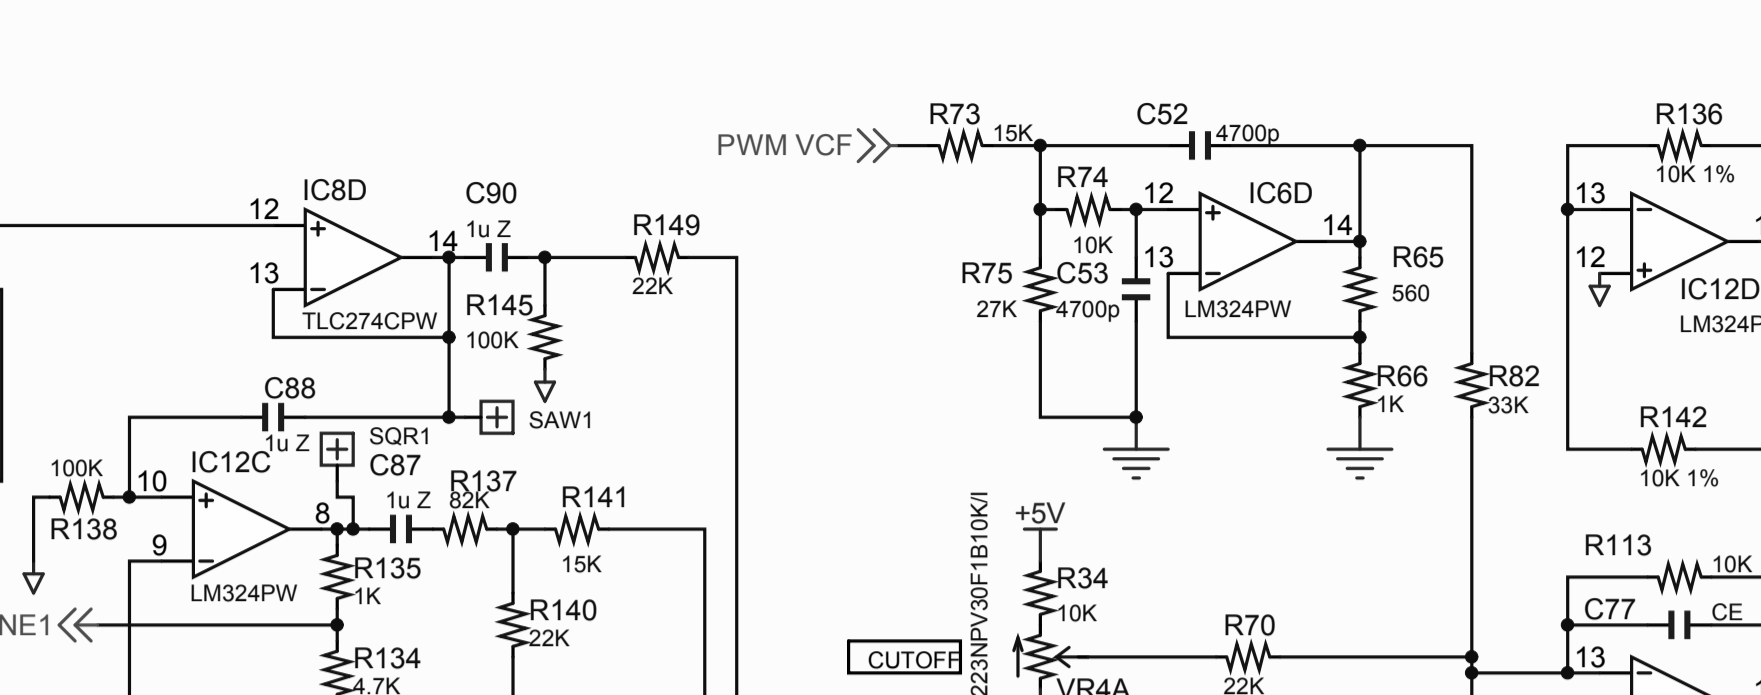 R73
15K
C52
4700p
PWM VCF
R136
10K 1%
R74
10K
12
IC6D
14
13
LM324PW
R75
27K
C53
4700p
R65
560
R66
1K
R82
33K
13
12
IC12D
R142
10K 1%
IC8D
12
13
14
TLC274CPW
C90
1u Z
R149
22K
R145
100K
C88
1u Z
SAW1
SQR1
C87
1u Z
IC12C
100K
10
R138
8
9
LM324PW
R137
82K
R141
15K
R135
1K
NE1
R140
22K
R134
4.7K
223NPV30F1B10K/I
+5V
R34
10K
CUTOFF
VR4A
R70
22K
R113
10K
C77
CE
13